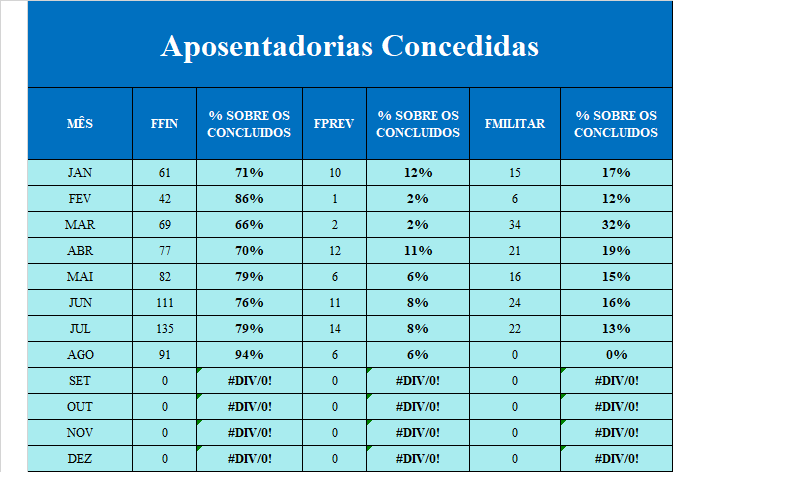 Aposentadorias Concedidas
MÊS FFIN % SOBRE OS CONCLUIDOS FPREV % SOBRE OS CONCLUIDOS FMILITAR % SOBRE OS CONCLUIDOS
JAN 61 71% 10 12% 15 17%
FEV 42 86% 1 2% 6 12%
MAR 69 66% 2 2% 34 32%
ABR 77 70% 12 11% 21 19%
MAI 82 79% 6 6% 16 15%
JUN 111 76% 11 8% 24 16%
JUL 135 79% 14 8% 22 13%
AGO 91 94% 6 6% 0 0%
SET 0 #DIV/0! 0 #DIV/0! 0 #DIV/0!
OUT 0 #DIV/0! 0 #DIV/0! 0 #DIV/0!
NOV 0 #DIV/0! 0 #DIV/0! 0 #DIV/0!
DEZ 0 #DIV/0! 0 #DIV/0! 0 #DIV/0!